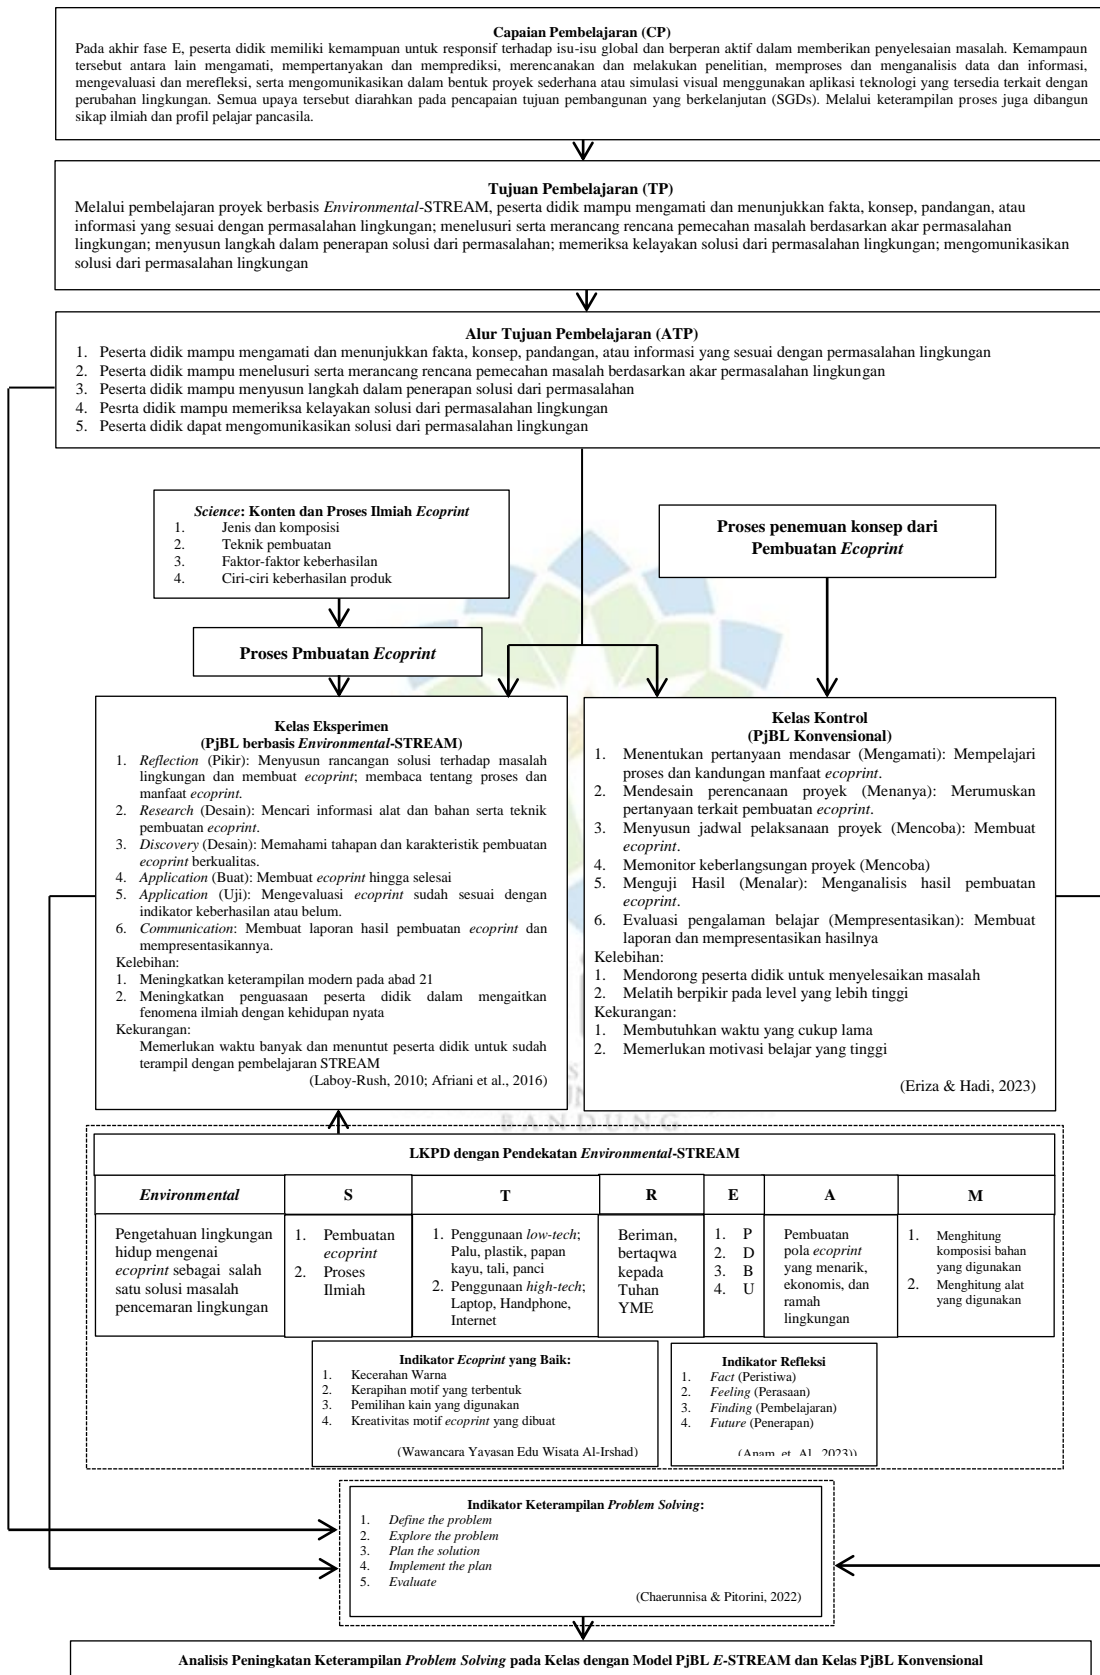 Capaian Pembelajaran (CP)
Pada akhir fase E, peserta didik memiliki kemampuan untuk responsif terhadap isu-isu global dan berperan aktif dalam memberikan penyelesaian masalah. Kemampaun
tersebut antara lain mengamati, mempertanyakan dan memprediksi, merencanakan dan melakukan penelitian, memproses dan menganalisis data dan informasi,
mengevaluasi dan merefleksi, serta mengomunikasikan dalam bentuk proyek sederhana atau simulasi visual menggunakan aplikasi teknologi yang tersedia terkait dengan
perubahan lingkungan. Semua upaya tersebut diarahkan pada pencapaian tujuan pembangunan yang berkelanjutan (SGDs). Melalui keterampilan proses juga dibangun
sikap ilmiah dan profil pelajar pancasila.
Tujuan Pembelajaran (TP)
Melalui pembelajaran proyek berbasis Environmental-STREAM, peserta didik mampu mengamati dan menunjukkan fakta, konsep, pandangan, atau
informasi yang sesuai dengan permasalahan lingkungan; menelusuri serta merancang rencana pemecahan masalah berdasarkan akar permasalahan
lingkungan; menyusun langkah dalam penerapan solusi dari permasalahan; memeriksa kelayakan solusi dari permasalahan lingkungan; mengomunikasikan
solusi dari permasalahan lingkungan
Alur Tujuan Pembelajaran (ATP)
1. Peserta didik mampu mengamati dan menunjukkan fakta, konsep, pandangan, atau informasi yang sesuai dengan permasalahan lingkungan
2. Peserta didik mampu menelusuri serta merancang rencana pemecahan masalah berdasarkan akar permasalahan lingkungan
3. Peserta didik mampu menyusun langkah dalam penerapan solusi dari permasalahan
4. Pesrta didik mampu memeriksa kelayakan solusi dari permasalahan lingkungan
5. Peserta didik dapat mengomunikasikan solusi dari permasalahan lingkungan
Science: Konten dan Proses Ilmiah Ecoprint
1. Jenis dan komposisi
2. Teknik pembuatan
3. Faktor-faktor keberhasilan
4. Ciri-ciri keberhasilan produk
Proses penemuan konsep dari
Pembuatan Ecoprint
Proses Pmbuatan Ecoprint
Kelas Eksperimen
(PjBL berbasis Environmental-STREAM)
1. Reflection (Pikir): Menyusun rancangan solusi terhadap masalah
lingkungan dan membuat ecoprint; membaca tentang proses dan
manfaat ecoprint.
2. Research (Desain): Mencari informasi alat dan bahan serta teknik
pembuatan ecoprint.
3. Discovery (Desain): Memahami tahapan dan karakteristik pembuatan
ecoprint berkualitas.
4. Application (Buat): Membuat ecoprint hingga selesai
5. Application (Uji): Mengevaluasi ecoprint sudah sesuai dengan
indikator keberhasilan atau belum.
6. Communication: Membuat laporan hasil pembuatan ecoprint dan
mempresentasikannya.
Kelebihan:
1. Meningkatkan keterampilan modern pada abad 21
2. Meningkatkan penguasaan peserta didik dalam mengaitkan
fenomena ilmiah dengan kehidupan nyata
Kekurangan:
Memerlukan waktu banyak dan menuntut peserta didik untuk sudah
terampil dengan pembelajaran STREAM
(Laboy-Rush, 2010; Afriani et al., 2016)
Kelas Kontrol
(PjBL Konvensional)
1. Menentukan pertanyaan mendasar (Mengamati): Mempelajari
proses dan kandungan manfaat ecoprint.
2. Mendesain perencanaan proyek (Menanya): Merumuskan
pertanyaan terkait pembuatan ecoprint.
3. Menyusun jadwal pelaksanaan proyek (Mencoba): Membuat
ecoprint.
4. Memonitor keberlangsungan proyek (Mencoba)
5. Menguji Hasil (Menalar): Menganalisis hasil pembuatan
ecoprint.
6. Evaluasi pengalaman belajar (Mempresentasikan): Membuat
laporan dan mempresentasikan hasilnya
Kelebihan:
1. Mendorong peserta didik untuk menyelesaikan masalah
2. Melatih berpikir pada level yang lebih tinggi
Kekurangan:
1. Membutuhkan waktu yang cukup lama
2. Memerlukan motivasi belajar yang tinggi
(Eriza & Hadi, 2023)
BANDUNG
LKPD dengan Pendekatan Environmental-STREAM
Environmental S T R E A M
Pengetahuan lingkungan
hidup mengenai
ecoprint sebagai salah
satu solusi masalah
pencemaran lingkungan
1. Pembuatan
ecoprint
2. Proses
Ilmiah
1. Penggunaan low-tech;
Palu, plastik, papan
kayu, tali, panci
2. Penggunaan high-tech;
Laptop, Handphone,
Internet
Beriman,
bertaqwa
kepada
Tuhan
YME
1. P
2. D
3. B
4. U
Pembuatan
pola ecoprint
yang menarik,
ekonomis, dan
ramah
lingkungan
1. Menghitung
komposisi bahan
yang digunakan
2. Menghitung alat
yang digunakan
Indikator Ecoprint yang Baik:
1. Kecerahan Warna
2. Kerapihan motif yang terbentuk
3. Pemilihan kain yang digunakan
4. Kreativitas motif ecoprint yang dibuat
(Wawancara Yayasan Edu Wisata Al-Irshad)
Indikator Refleksi
1. Fact (Peristiwa)
2. Feeling (Perasaan)
3. Finding (Pembelajaran)
4. Future (Penerapan)
(Anam et. Al. 2023))
Indikator Keterampilan Problem Solving:
1. Define the problem
2. Explore the problem
3. Plan the solution
4. Implement the plan
5. Evaluate
(Chaerunnisa & Pitorini, 2022)
Analisis Peningkatan Keterampilan Problem Solving pada Kelas dengan Model PjBL E-STREAM dan Kelas PjBL Konvensional